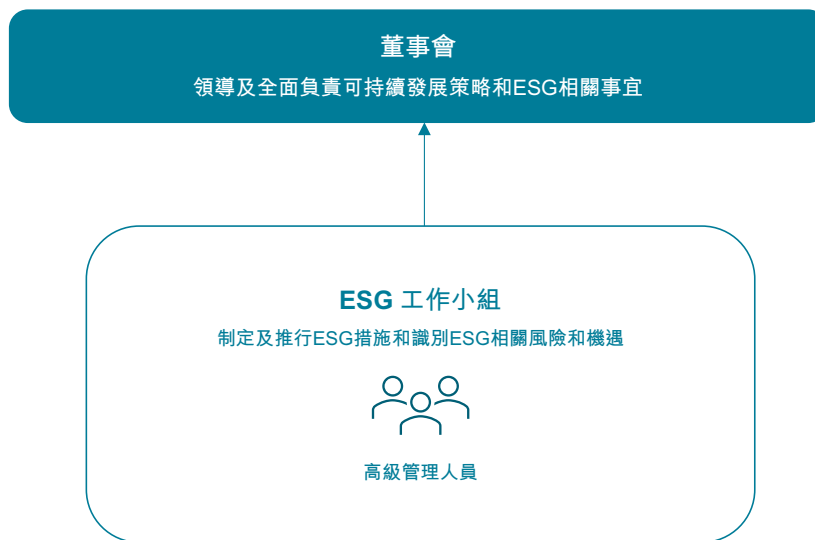 董事會
領導及全面負責可持續發展策略和ESG相關事宜
ESG 工作小組
制定及推行ESG措施和識別ESG相關風險和機遇
高級管理人員